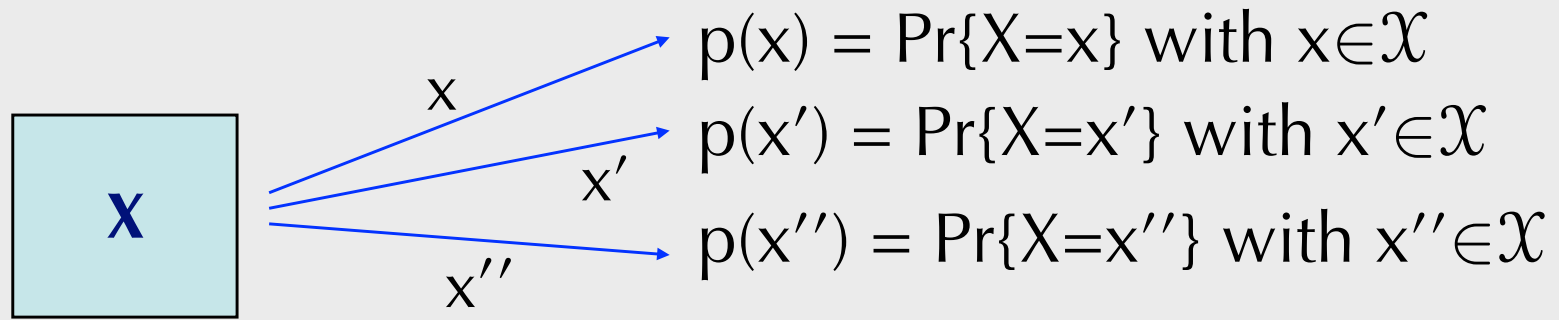 p(x) = Pr{X=x} with x∈𝒳
x
p(x′) = Pr{X=x′} with x′∈𝒳
x′
X
p(x′′) = Pr{X=x′′} with x′′∈𝒳
x′′